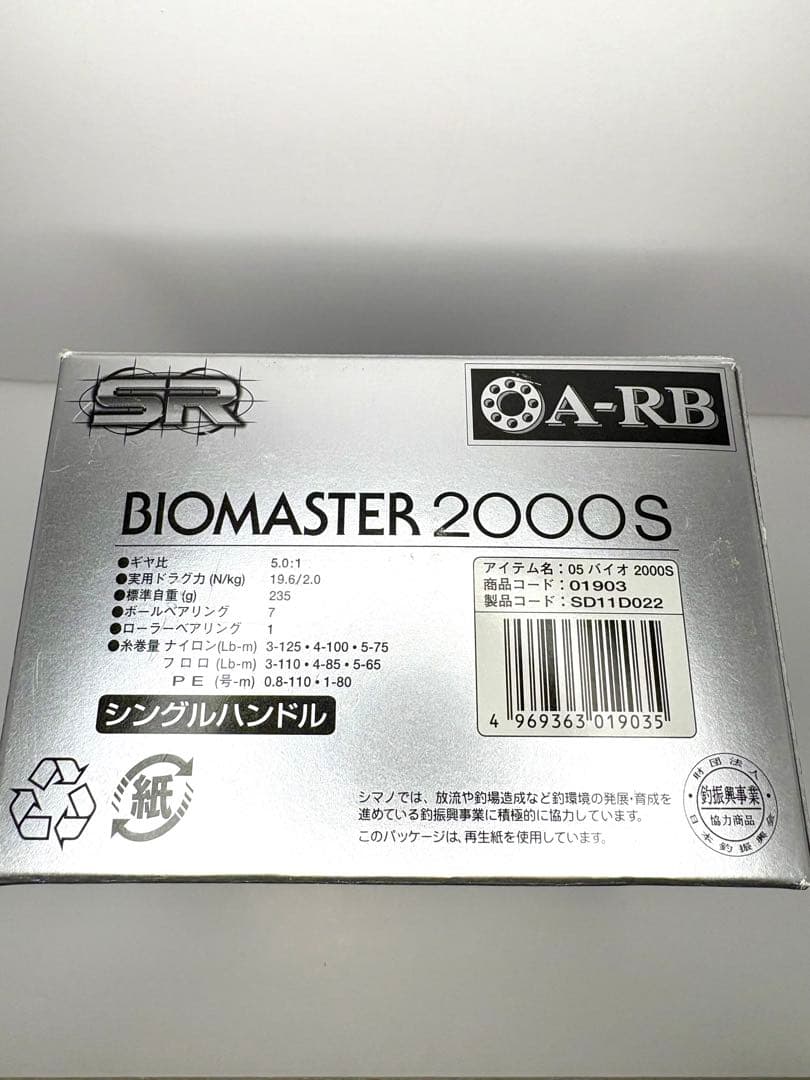 SR
A-RB
BIOMASTER 2000S
●ギヤ比 5.0:1
●実用ドラグ力 (N/kg) 19.6/2.0
●標準自重 (g) 235
●ボールベアリング 7
●ローラーベアリング 1
●糸巻量 ナイロン(Lb-m) 3-125・4-100・5-75
フロロ (Lb-m) 3-110・4-85・5-65
PE (号-m) 0.8-110・1-80
シングルハンドル
アイテム名：05 バイオ 2000S
商品コード：01903
製品コード：SD11D022
4 969363 019035
紙
シマノでは、放流や釣場造成など釣環境の発展・育成を
進めている釣振興事業に積極的に協力しています。
このパッケージは、再生紙を使用しています。
財団法人
釣振興事業
協力商品
日本釣振興会